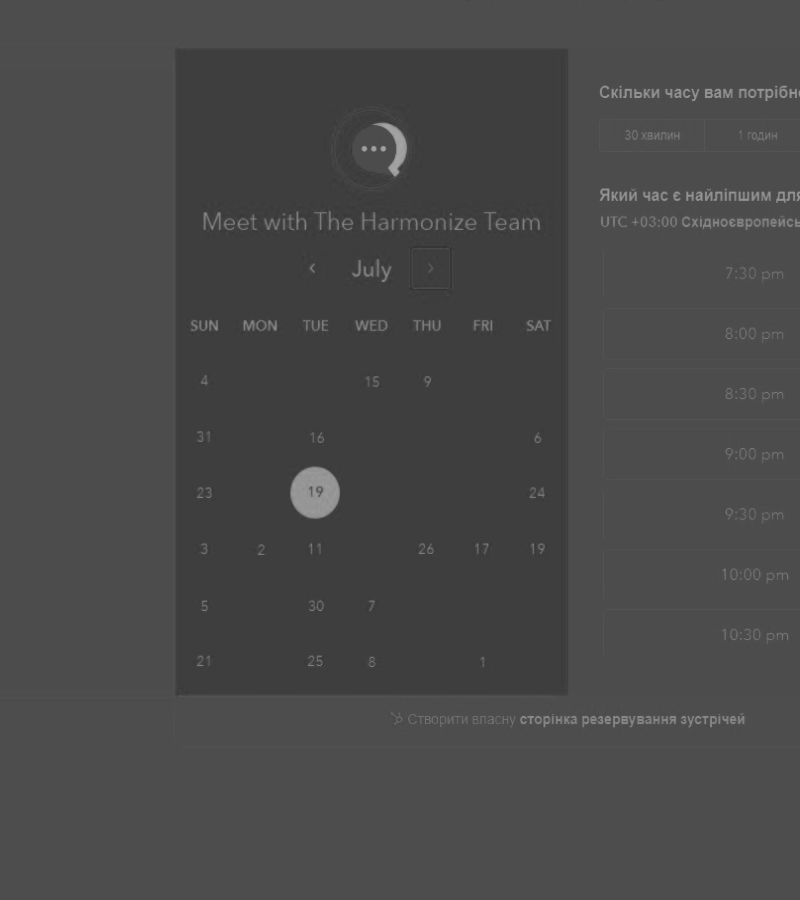 Meet with The Harmonize Team
July
SUN MON TUE WED THU FRI SAT
4 15 9
31 16 6
23 19 24
3 2 11 26 17 19
5 30 7
21 25 8 1
Скільки часу вам потрібн
30 хвилин 1 годин
Який час є найліпшим для
UTC +03:00 Східноєвропейсь
7:30 pm
8:00 pm
8:30 pm
9:00 pm
9:30 pm
10:00 pm
10:30 pm
Створити власну сторінка резервування зустрічей